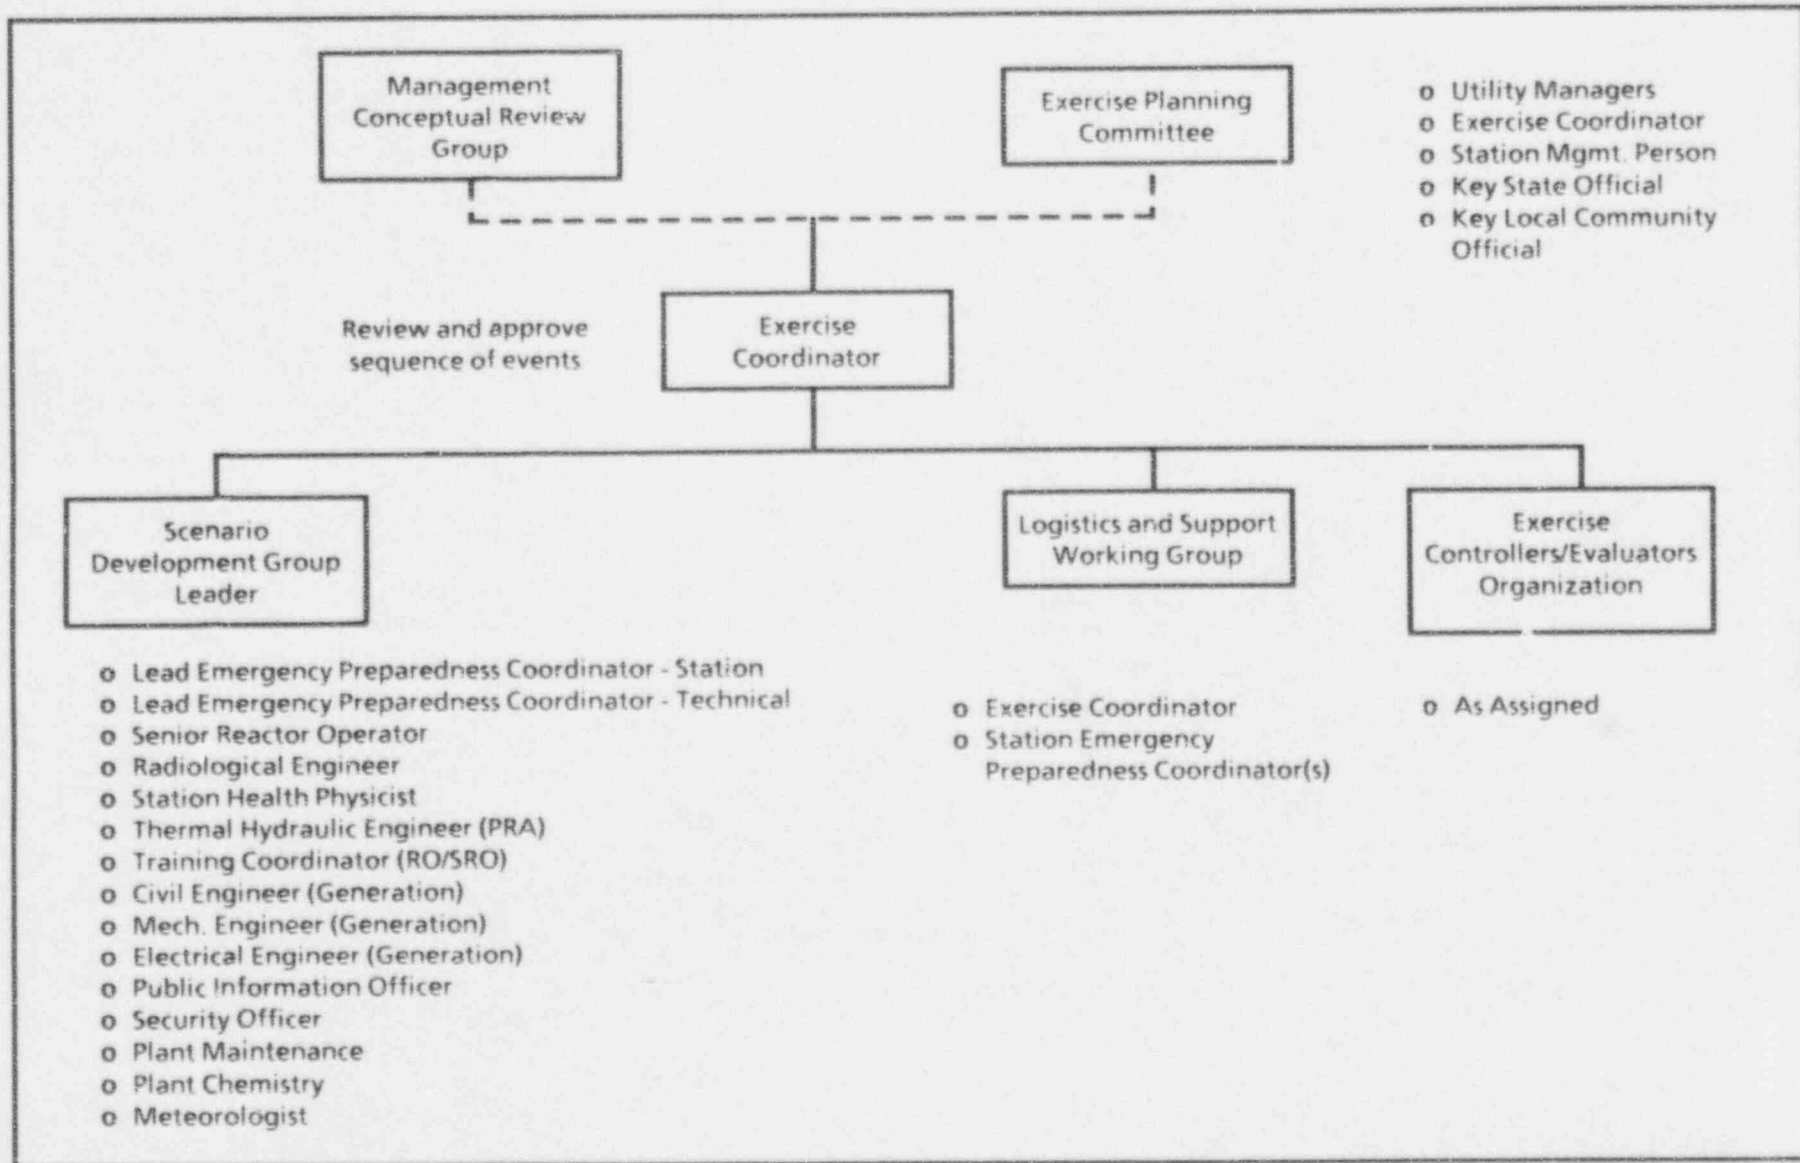 Management
Conceptual Review
Group
Exercise Planning
Committee
o Utility Managers
o Exercise Coordinator
o Station Mgmt. Person
o Key State Official
o Key Local Community
Official
Review and approve
sequence of events
Exercise
Coordinator
Scenario
Development Group
Leader
Logistics and Support
Working Group
Exercise
Controllers/Evaluators
Organization
o Lead Emergency Preparedness Coordinator - Station
o Lead Emergency Preparedness Coordinator - Technical
o Senior Reactor Operator
o Radiological Engineer
o Station Health Physicist
o Thermal Hydraulic Engineer (PRA)
o Training Coordinator (RO/SRO)
o Civil Engineer (Generation)
o Mech. Engineer (Generation)
o Electrical Engineer (Generation)
o Public Information Officer
o Security Officer
o Plant Maintenance
o Plant Chemistry
o Meteorologist
o Exercise Coordinator
o Station Emergency
Preparedness Coordinator(s)
o As Assigned